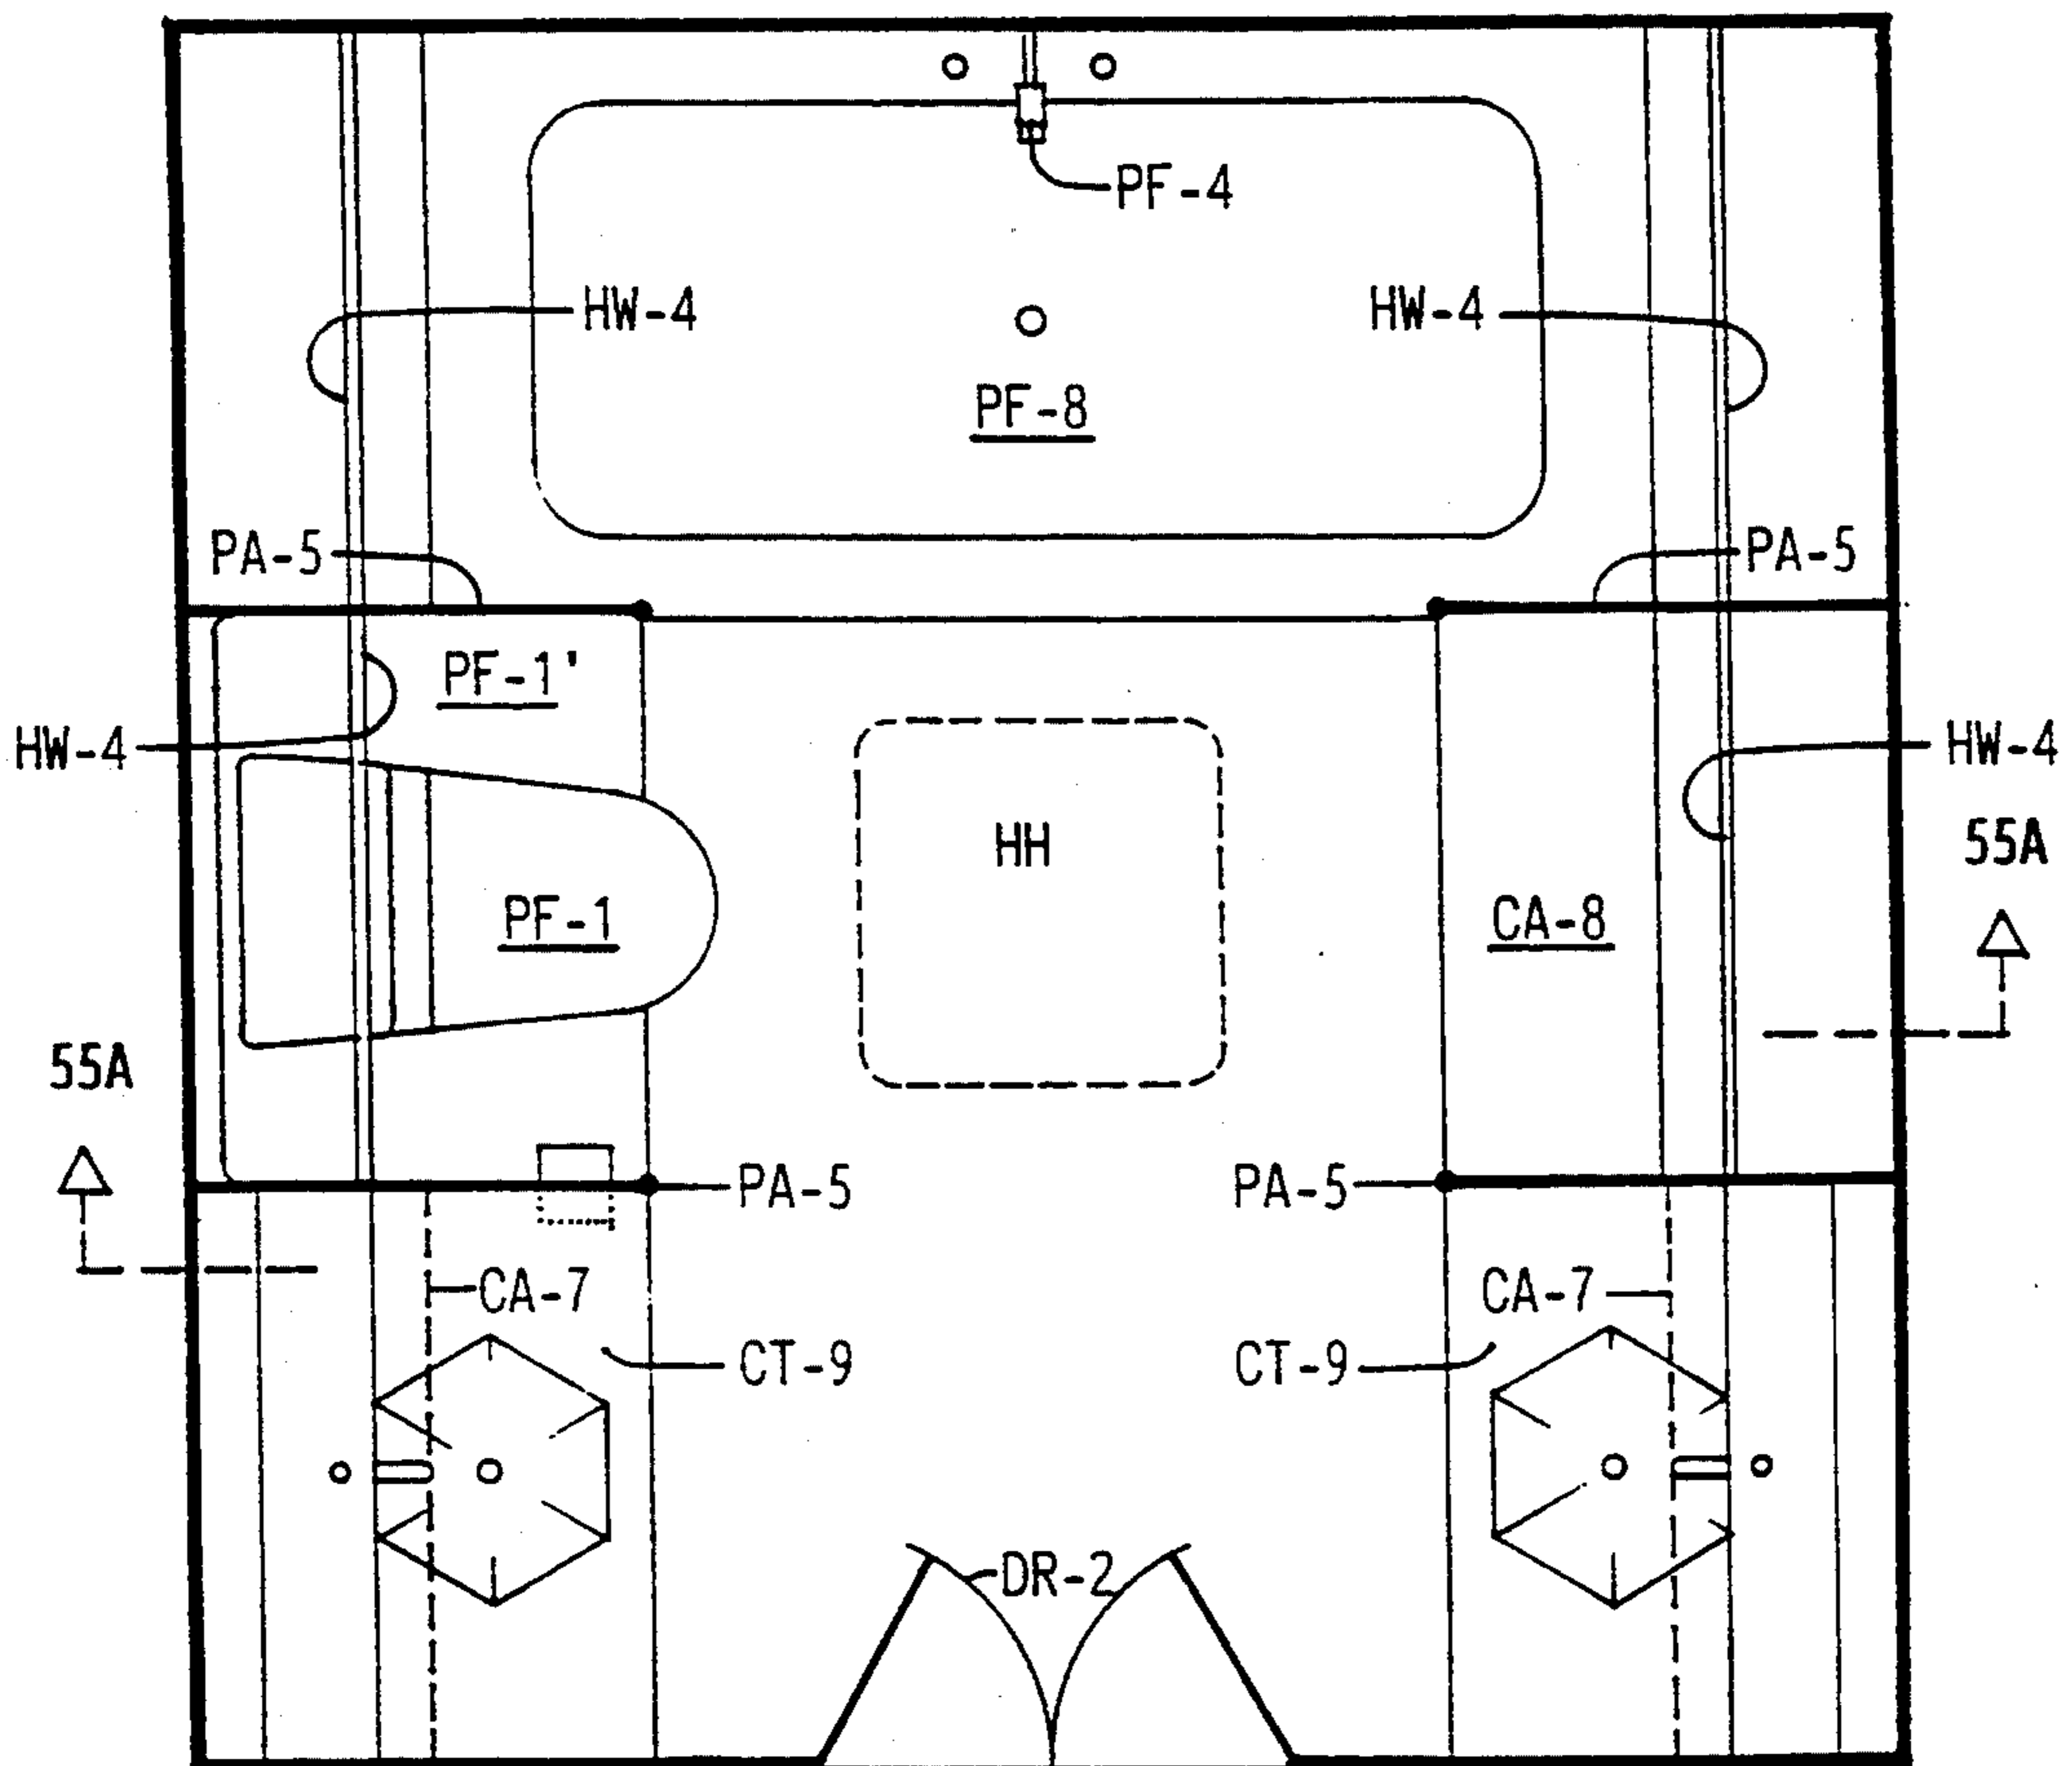 PF-4
HW-4
HW-4
PF-8
PA-5
PA-5
PF-1'
HW-4
HW-4
HH
55A
PF-1
CA-8
55A
PA-5
PA-5
CA-7
CA-7
CT-9
CT-9
DR-2